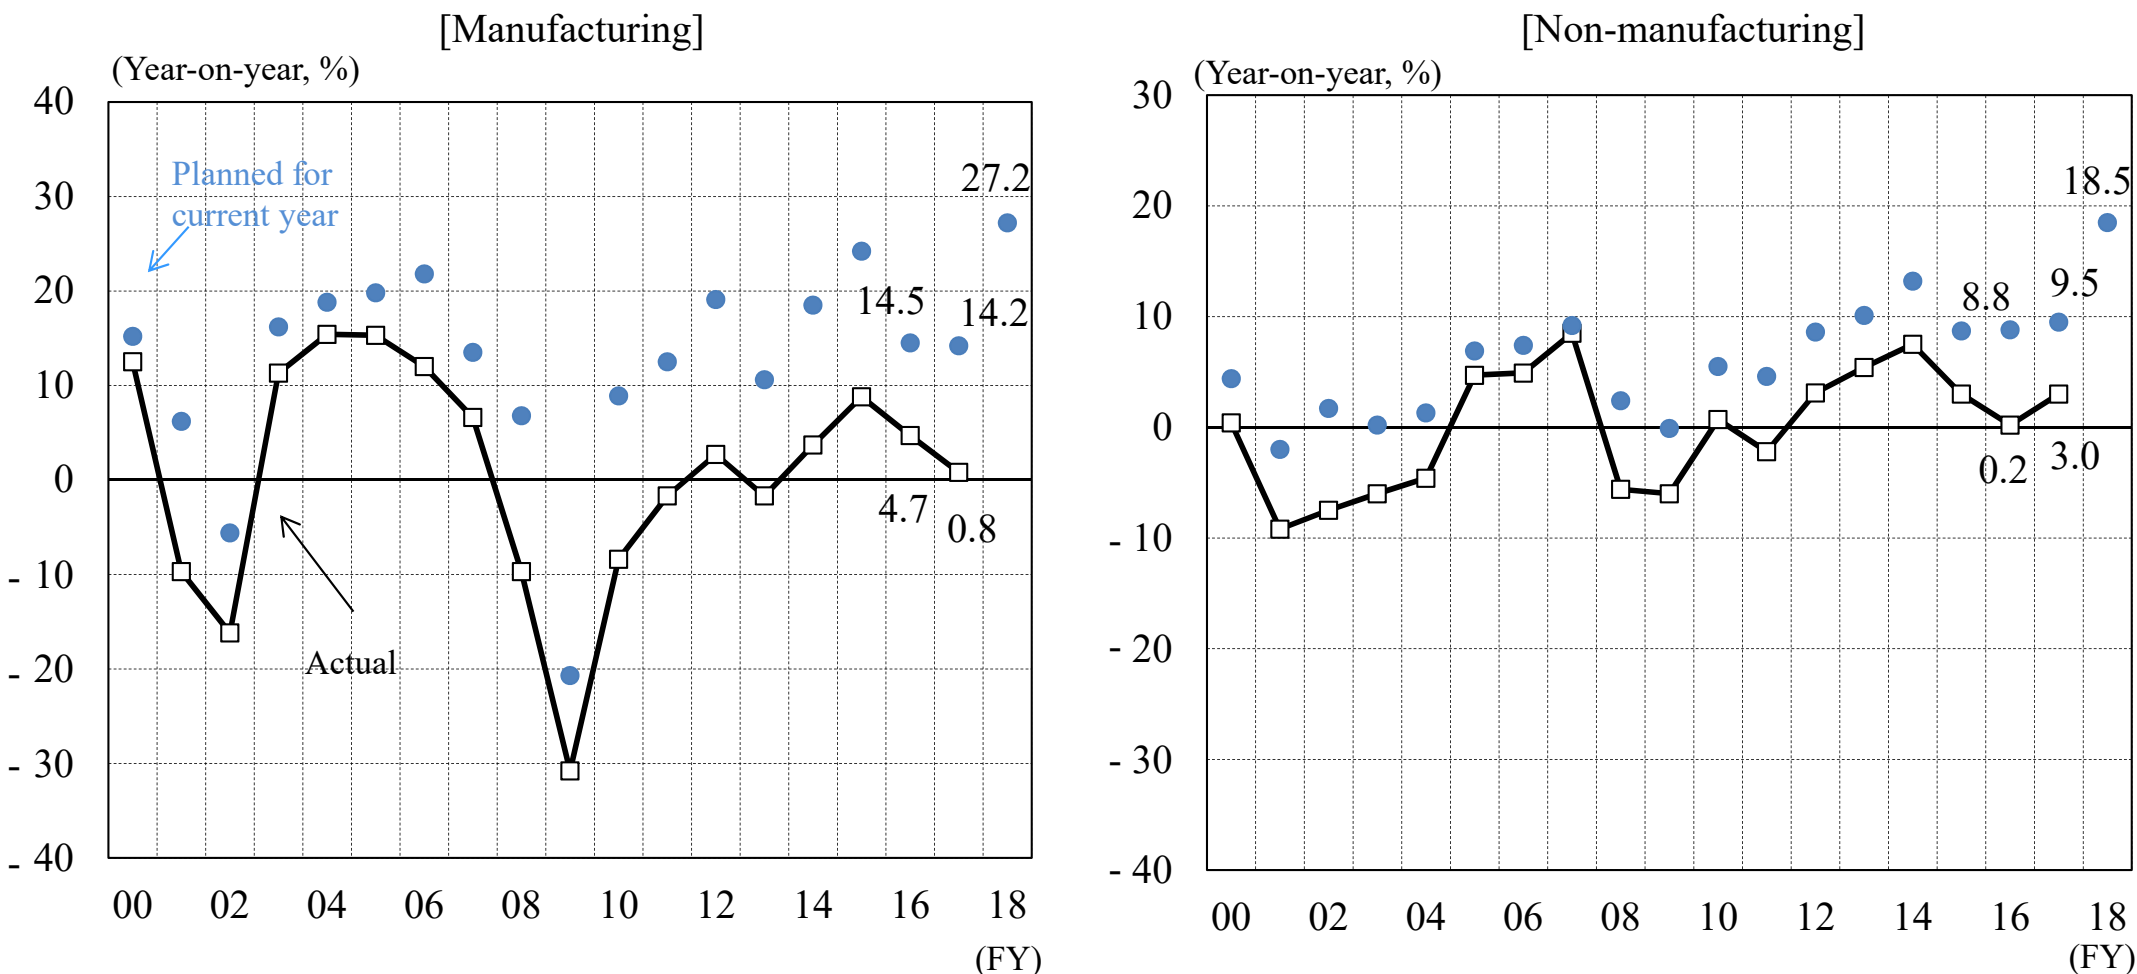 [Manufacturing]
(Year-on-year, %)
40
30
20
10
0
- 10
- 20
- 30
- 40
Planned for
current year
Actual
27.2
14.5
14.2
4.7
0.8
00 02 04 06 08 10 12 14 16 18
(FY)
[Non-manufacturing]
(Year-on-year, %)
30
20
10
0
- 10
- 20
- 30
- 40
18.5
8.8
9.5
0.2
3.0
00 02 04 06 08 10 12 14 16 18
(FY)